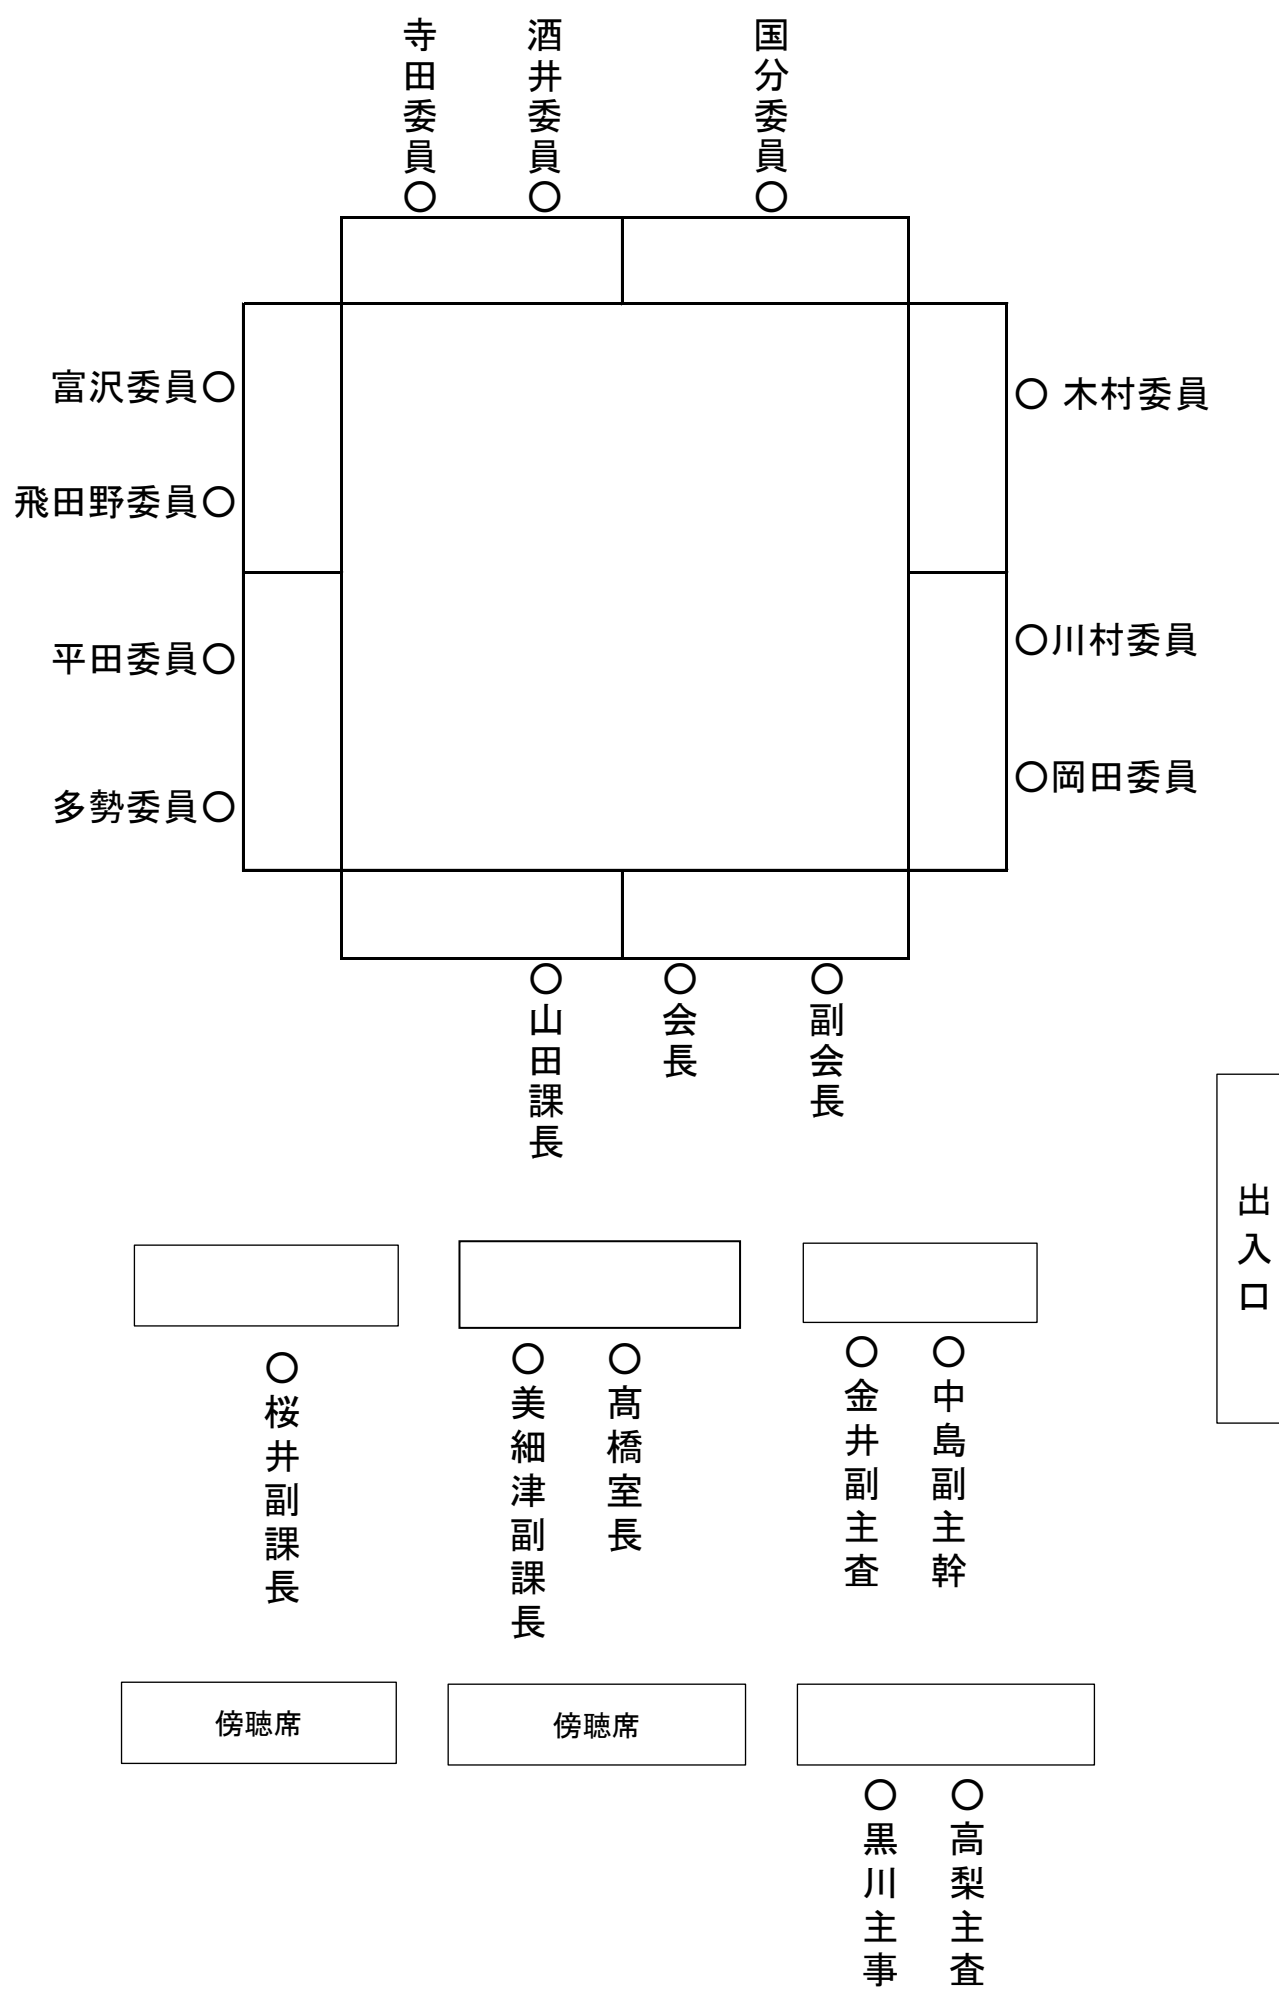 寺田委員○
酒井委員○
国分委員○
富沢委員○
飛田野委員○
平田委員○
多勢委員○
○ 木村委員
○川村委員
○岡田委員
○山田課長
○会長
○副会長
出入口
○桜井副課長
○美細津副課長
○髙橋室長
○金井副主査
○中島副主幹
傍聴席
傍聴席
○黒川主事
○高梨主査